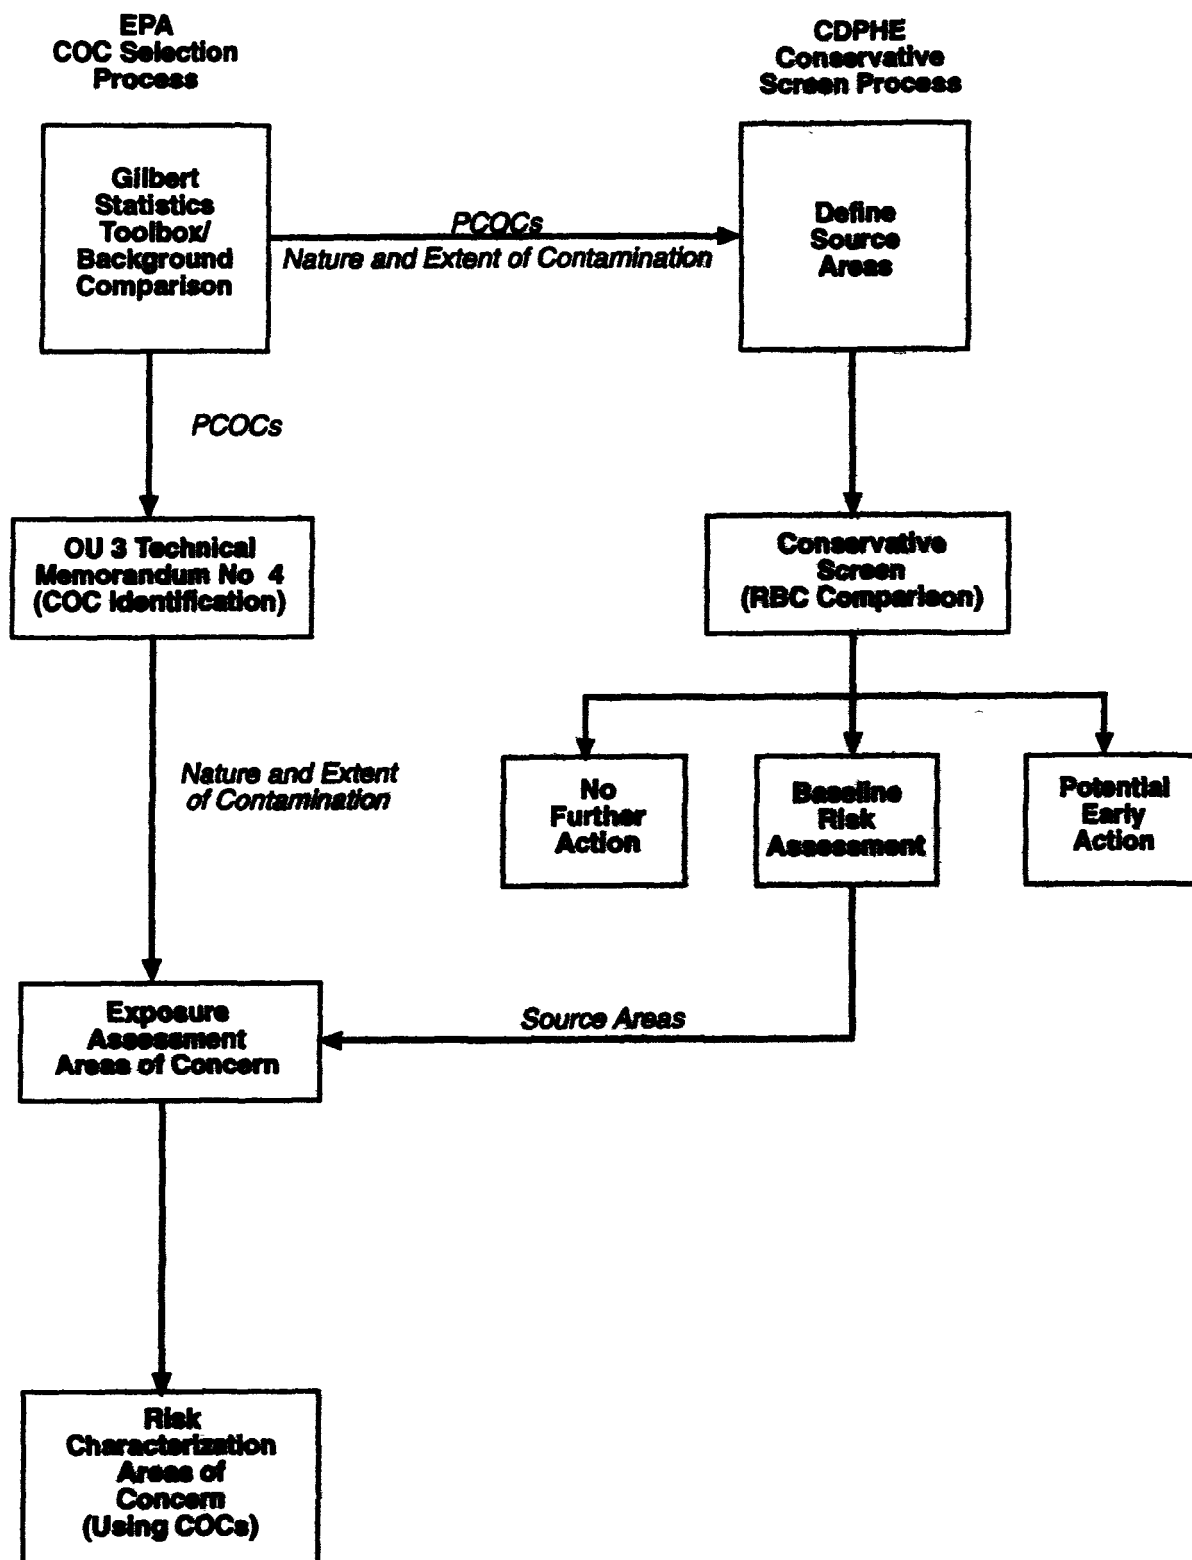 EPA
COC Selection
Process
CDPHE
Conservative
Screen Process
Gilbert
Statistics
Toolbox/
Background
Comparison
PCOCs
Nature and Extent of Contamination
Define
Source
Areas
PCOCs
OU 3 Technical
Memorandum No 4
(COC Identification)
Conservative
Screen
(RBC Comparison)
Nature and Extent
of Contamination
No
Further
Action
Baseline
Risk
Assessment
Potential
Early
Action
Exposure
Assessment
Areas of Concern
Source Areas
Risk
Characterization
Areas of
Concern
(Using COCs)